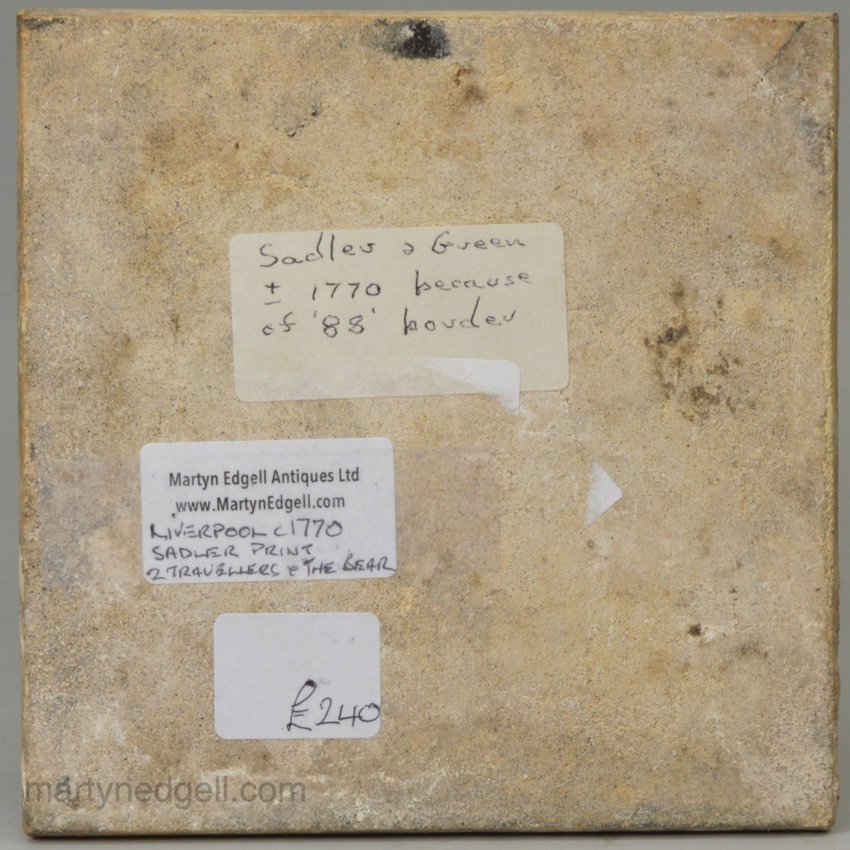 Sadler & Green
± 1770 because
of '88' border
Martyn Edgell Antiques Ltd
www.MartynEdgell.com
LIVERPOOL c1770
SADLER PRINT
2 TRAVELLERS & THE BEAR
£240
martynedgell.com